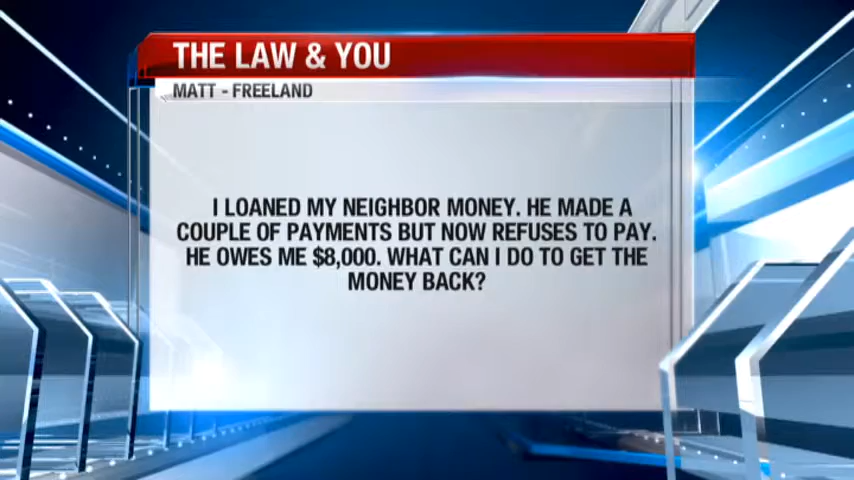 THE LAW & YOU
MATT - FREELAND
I LOANED MY NEIGHBOR MONEY. HE MADE A
COUPLE OF PAYMENTS BUT NOW REFUSES TO PAY.
HE OWES ME $8,000. WHAT CAN I DO TO GET THE
MONEY BACK?